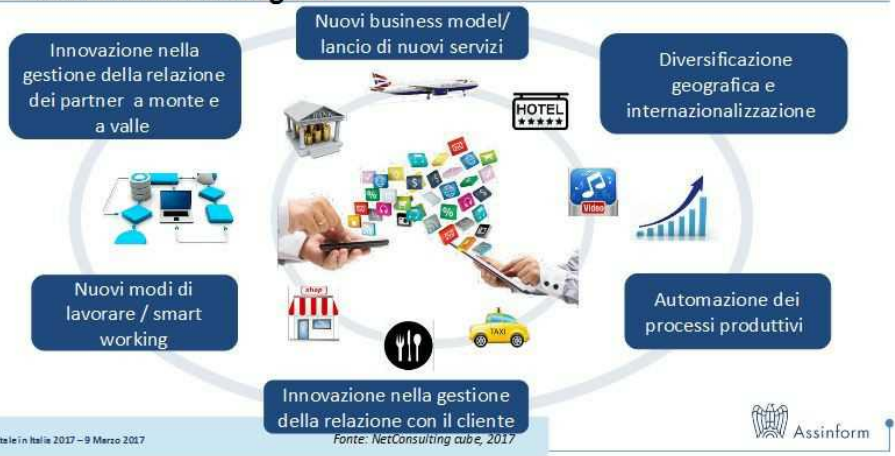 Nuovi business model/
lancio di nuovi servizi
Innovazione nella
gestione della relazione
dei partner a monte e
a valle
Diversificazione
geografica e
internazionalizzazione
HOTEL
★★★★★
Video
Nuovi modi di
lavorare / smart
working
shop
TAXI
Automazione dei
processi produttivi
Innovazione nella gestione
della relazione con il cliente
in Italia 2017 – 9 Marzo 2017
Fonte: NetConsulting cube, 2017
Assinform